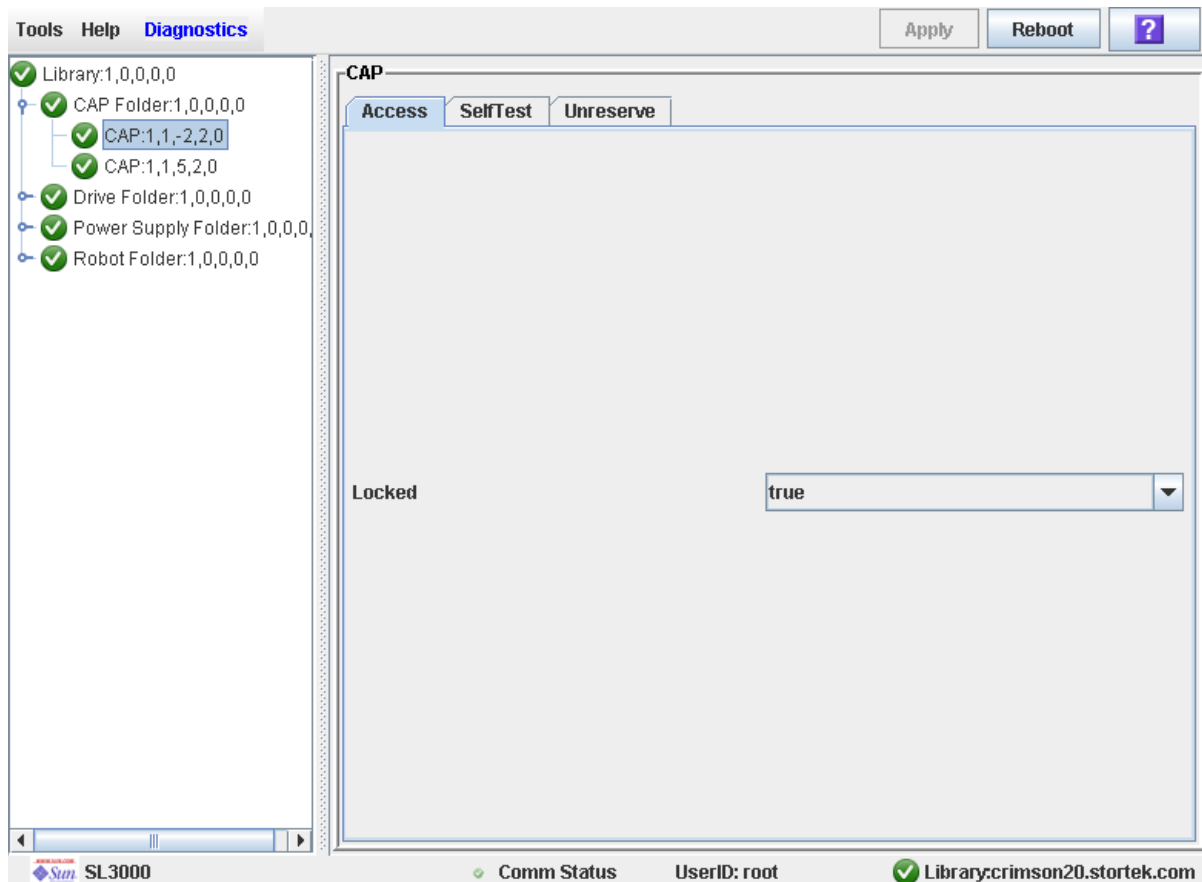 Tools Help Diagnostics
Apply
Reboot
?
Library:1,0,0,0,0
CAP Folder:1,0,0,0,0
CAP:1,1,-2,2,0
CAP:1,1,5,2,0
Drive Folder:1,0,0,0,0
Power Supply Folder:1,0,0,0,
Robot Folder:1,0,0,0,0
CAP
Access SelfTest Unreserve
Locked
true
Sun SL3000
Comm Status
UserID: root
Library:crimson20.stortek.com